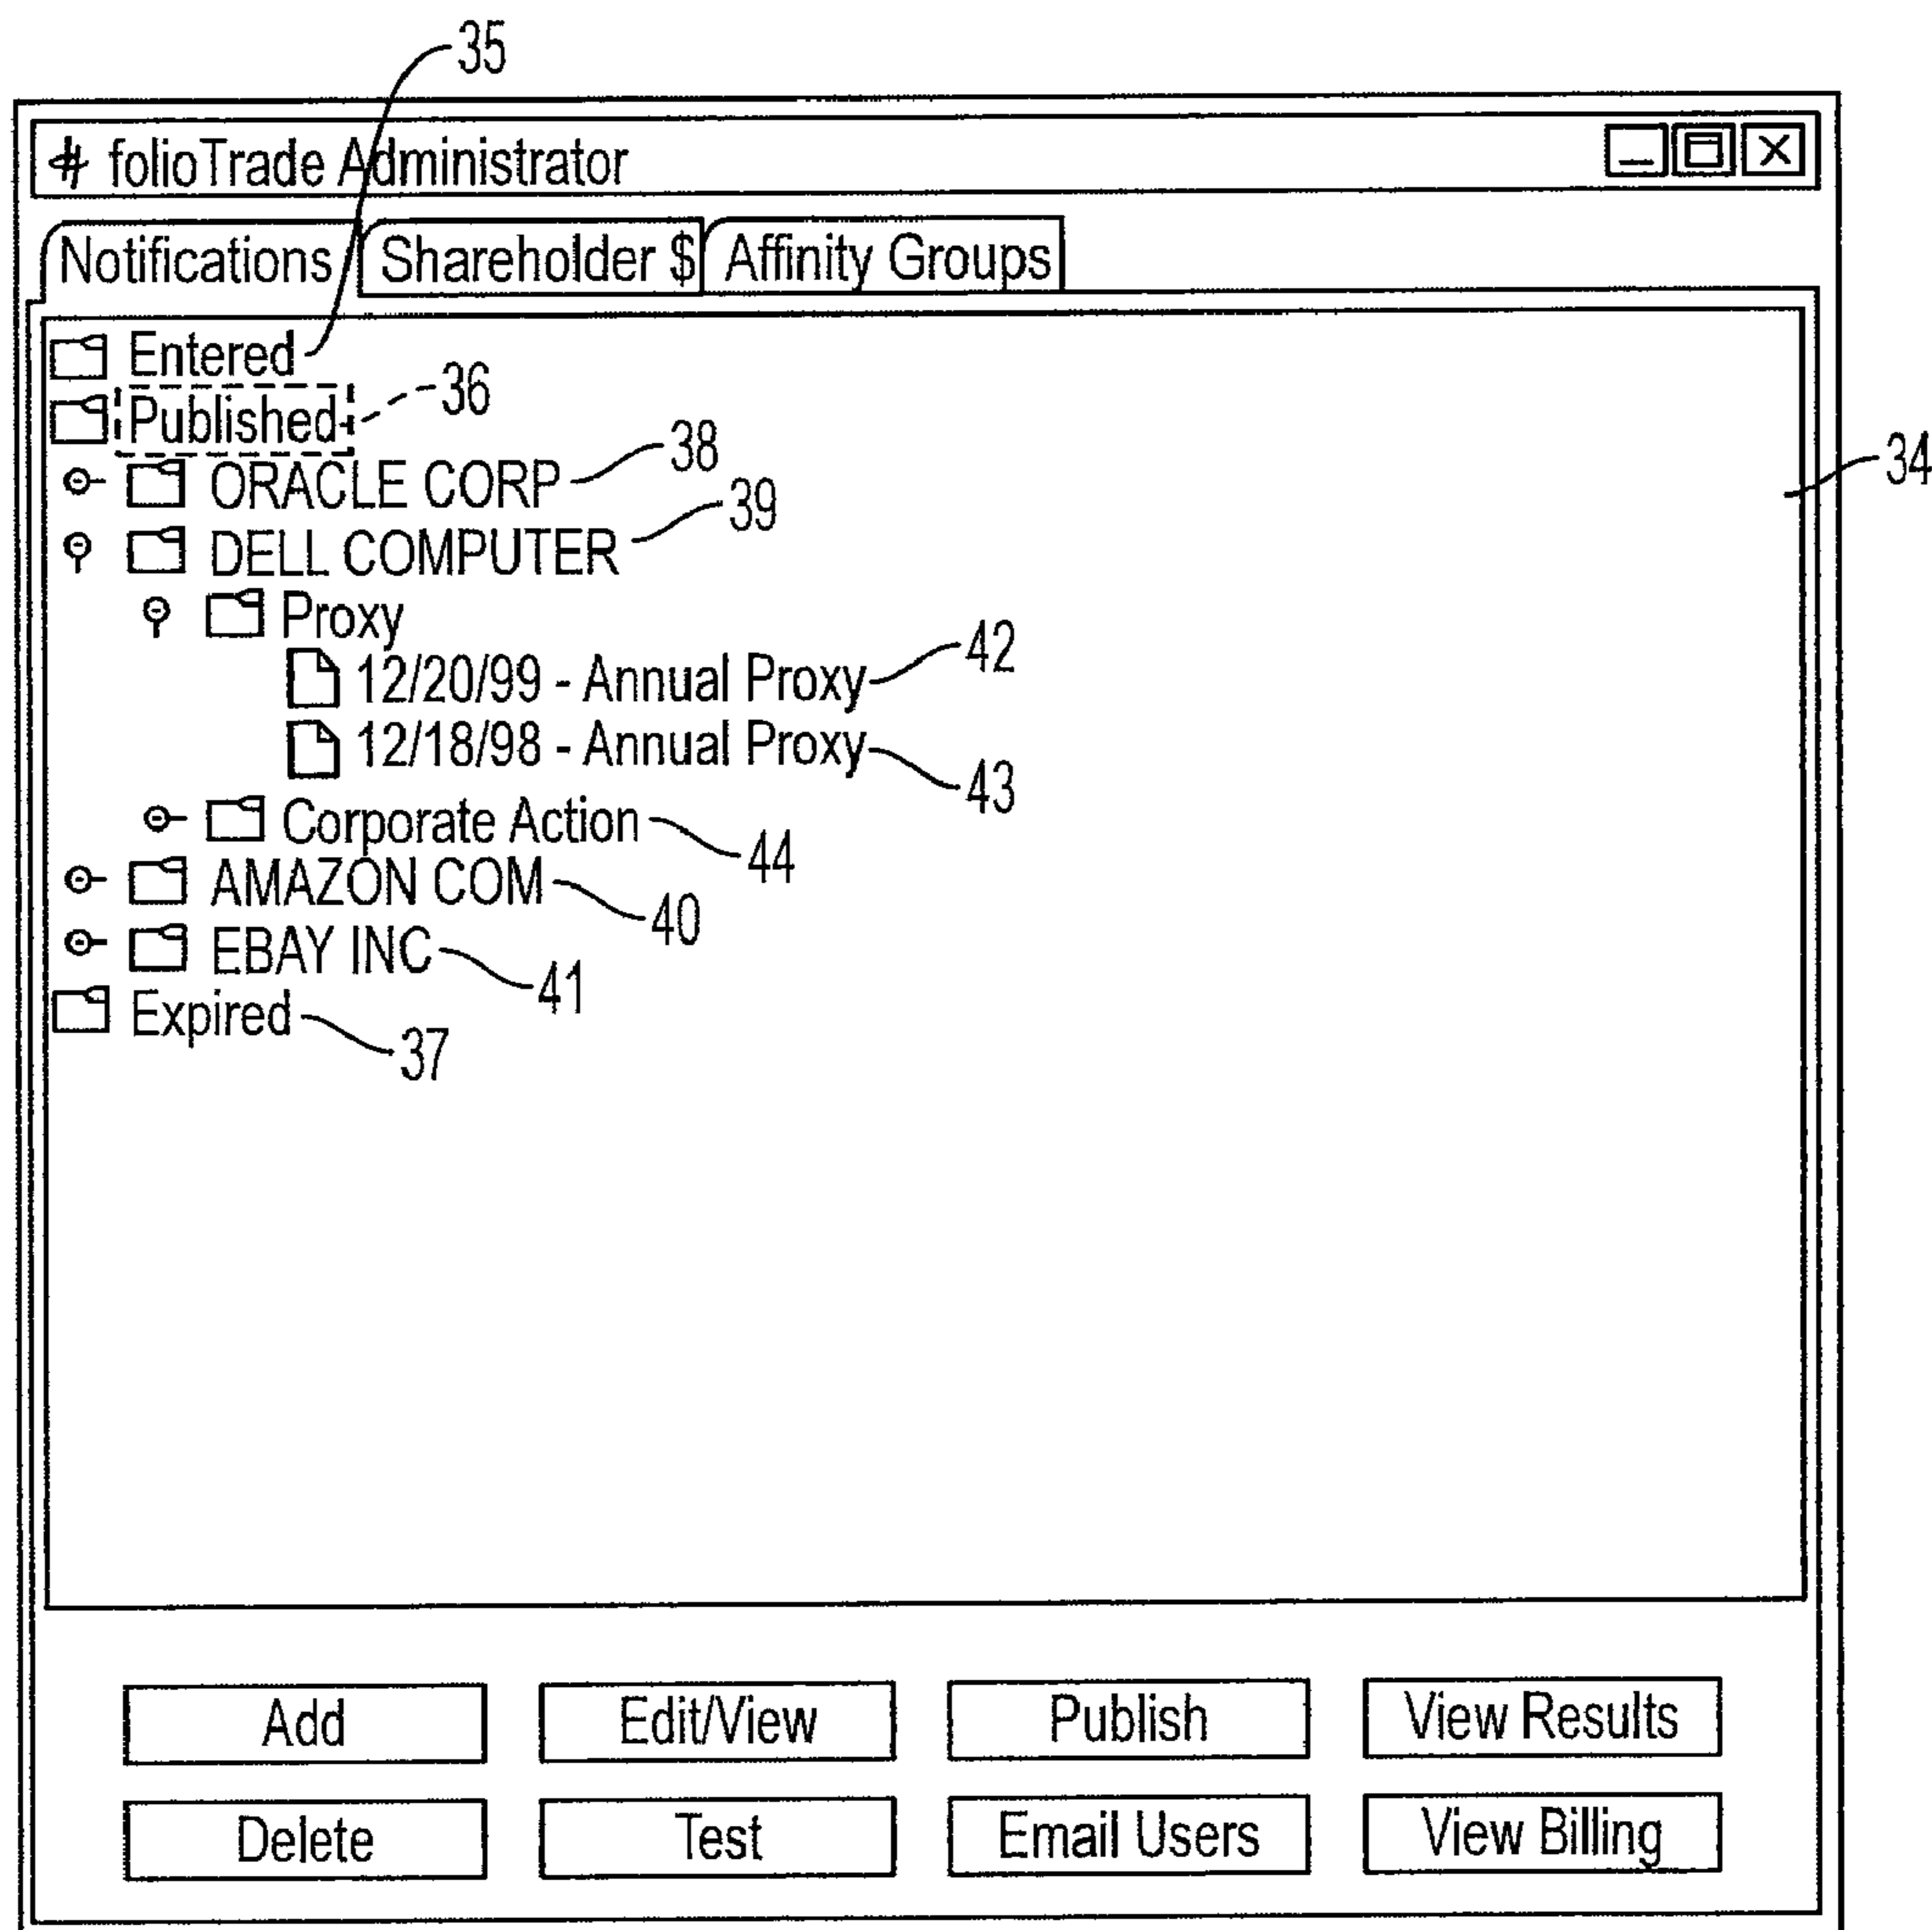 35
# folioTrade Administrator
Notifications Shareholder $ Affinity Groups
Entered
Published 36
ORACLE CORP 38
34
DELL COMPUTER 39
Proxy
12/20/99 - Annual Proxy 42
12/18/98 - Annual Proxy 43
Corporate Action 44
AMAZON COM 40
EBAY INC 41
Expired 37
Add Edit/View Publish View Results
Delete Test Email Users View Billing